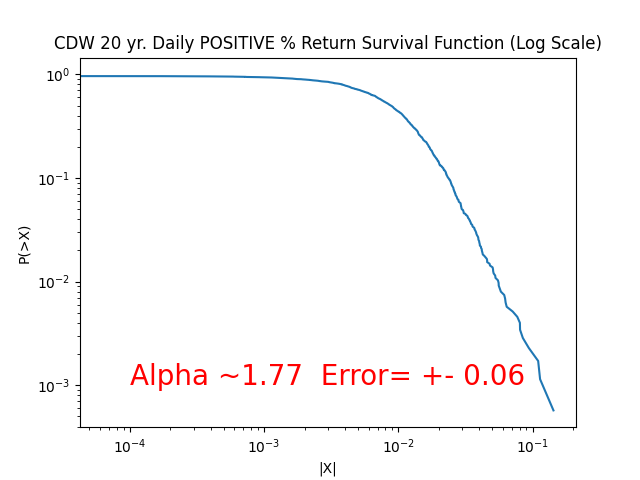 CDW 20 yr. Daily POSITIVE % Return Survival Function (Log Scale)
10⁰
10⁻¹
10⁻²
10⁻³
P(>X)
Alpha ~1.77 Error= +- 0.06
10⁻⁴ 10⁻³ 10⁻² 10⁻¹
|X|